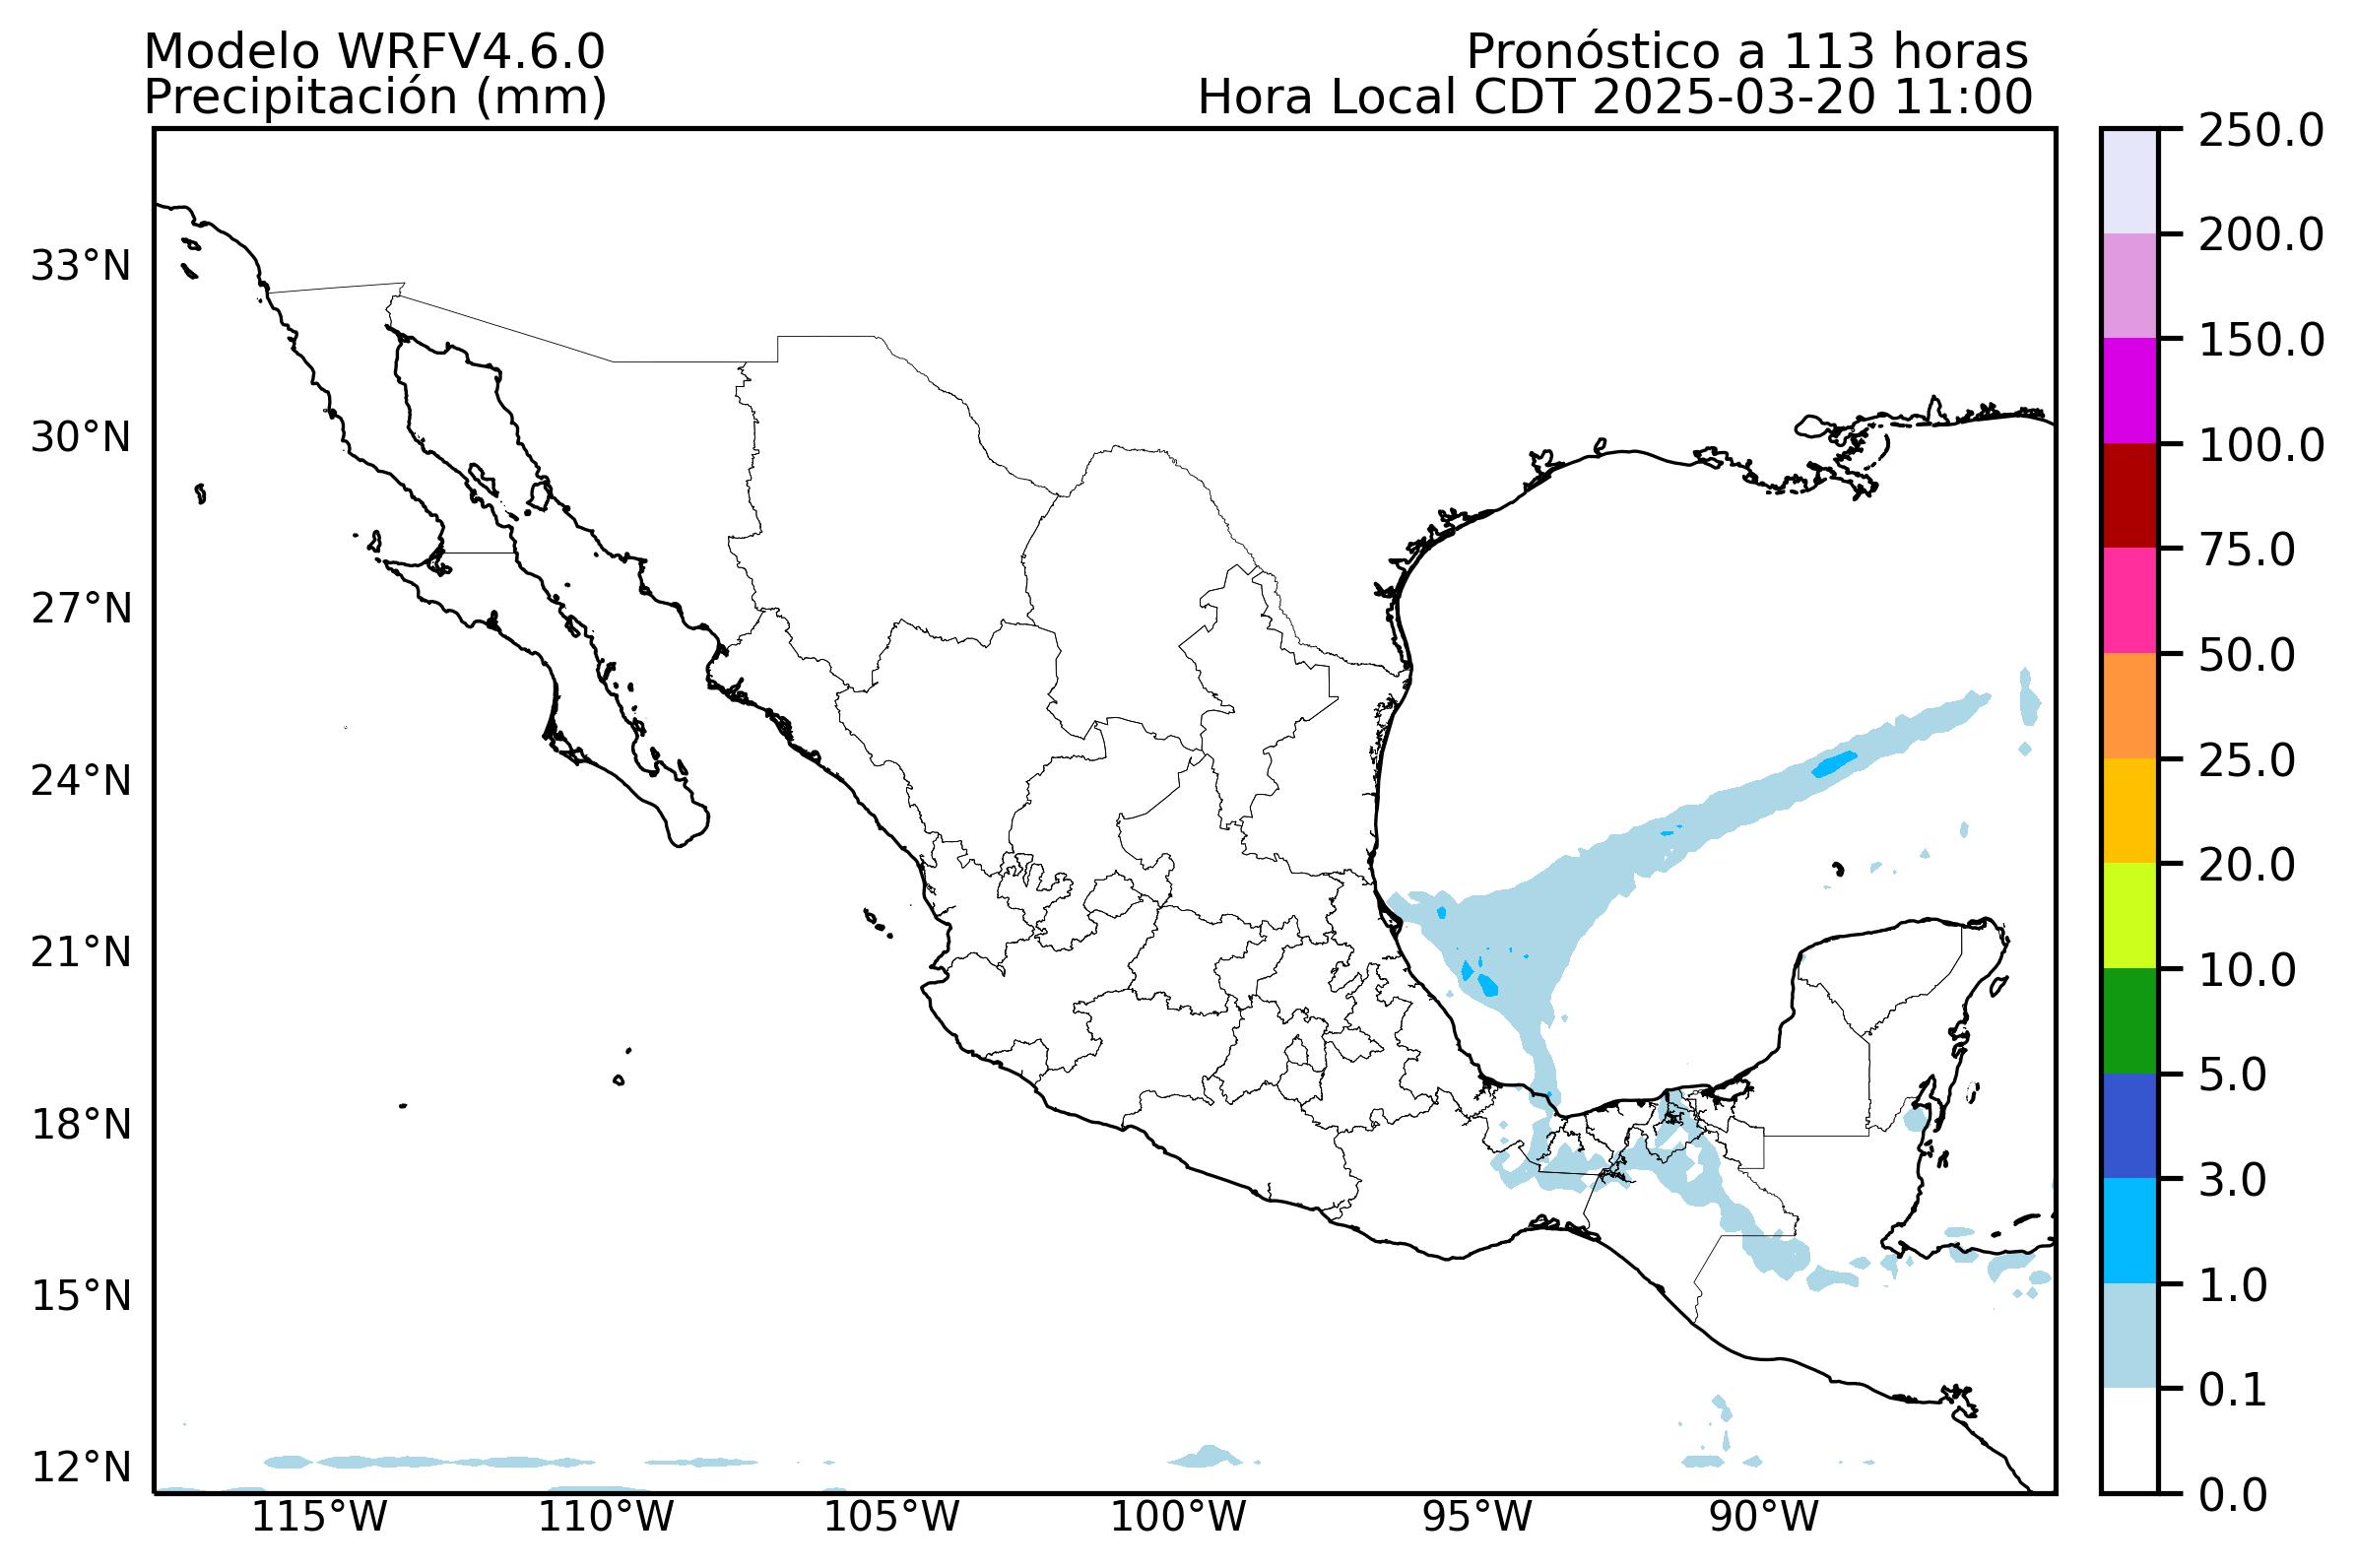 Modelo WRFV4.6.0
Precipitación (mm)
Pronóstico a 113 horas
Hora Local CDT 2025-03-20 11:00
33°N
30°N
27°N
24°N
21°N
18°N
15°N
12°N
115°W
110°W
105°W
100°W
95°W
90°W
250.0
200.0
150.0
100.0
75.0
50.0
25.0
20.0
10.0
5.0
3.0
1.0
0.1
0.0